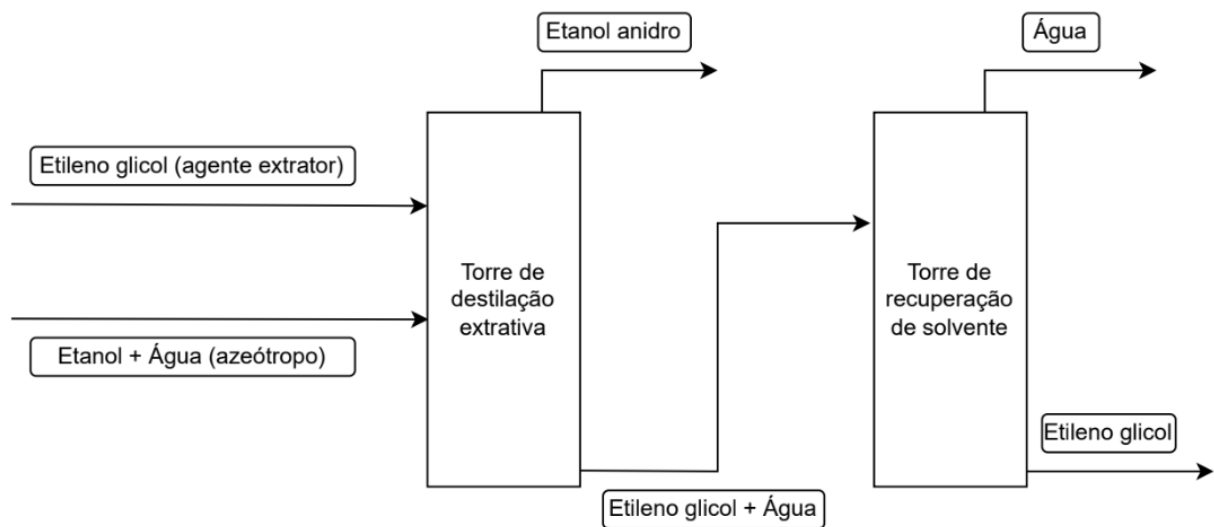 Etanol anidro
Água
Etileno glicol (agente extrator)
Torre de
destilação
extrativa
Torre de
recuperação
de solvente
Etanol + Água (azeótropo)
Etileno glicol
Etileno glicol + Água